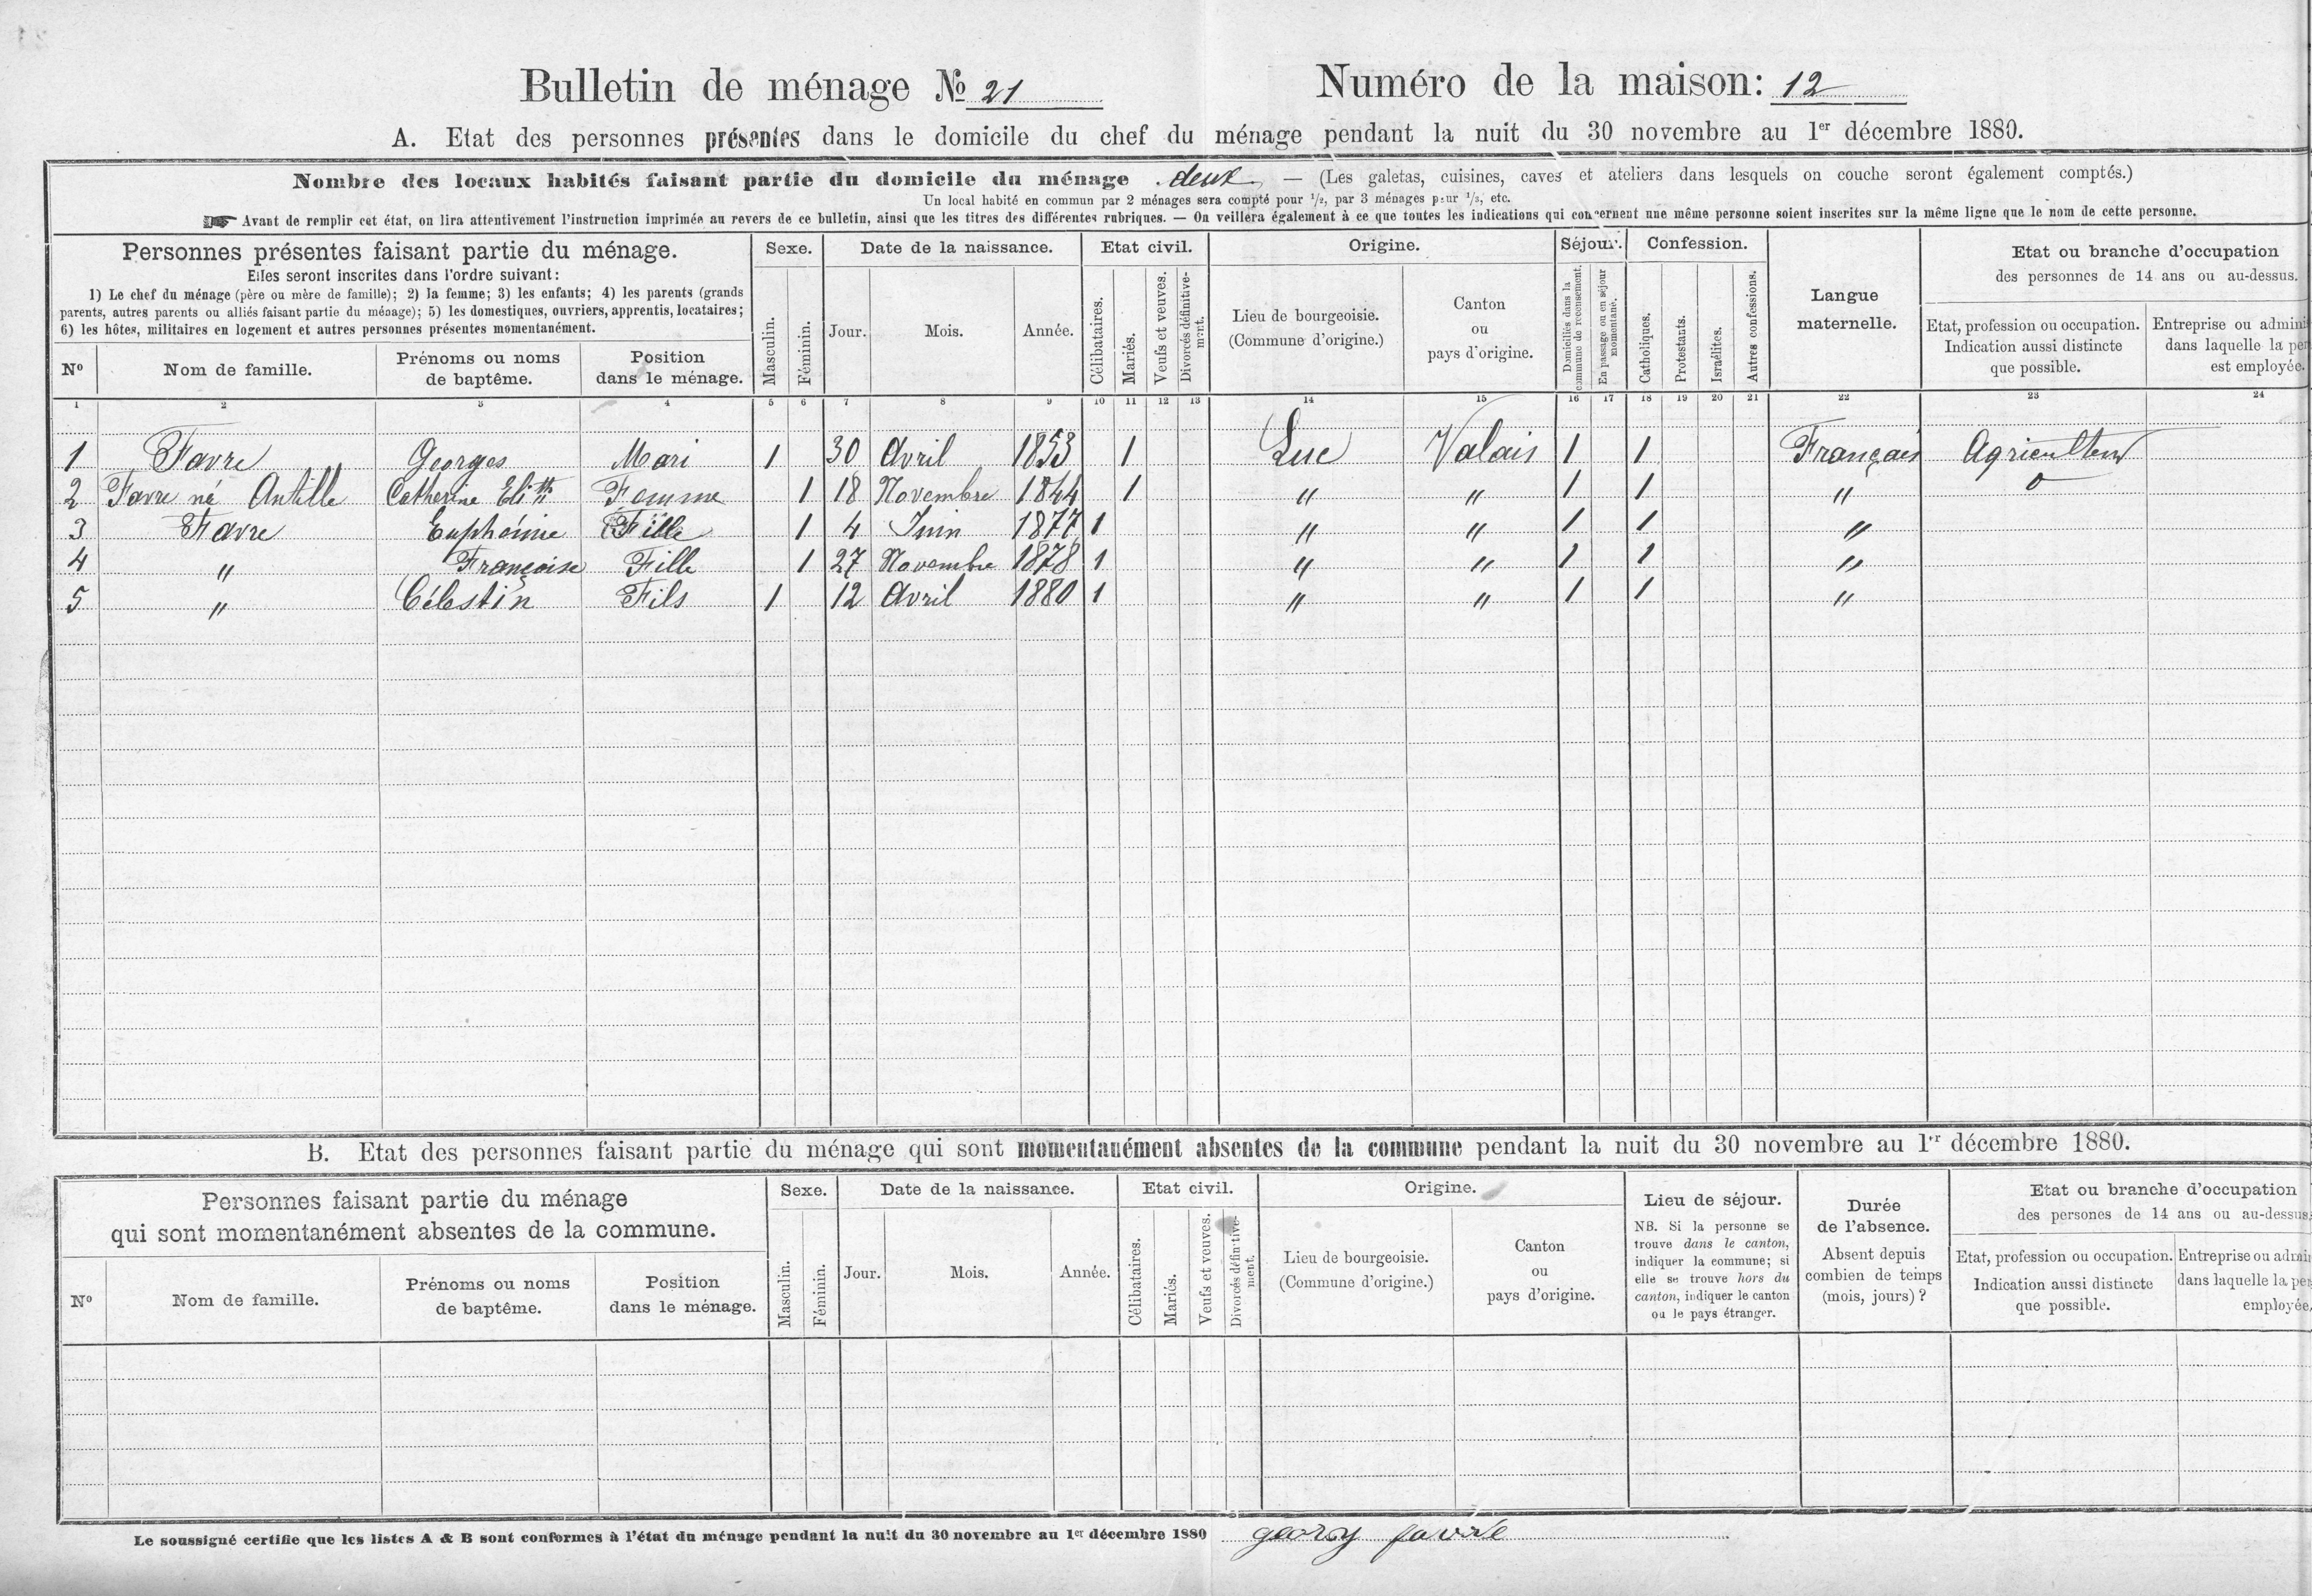 Bulletin de ménage № 21
Numéro de la maison: 12
A. Etat des personnes présentes dans le domicile du chef du ménage pendant la nuit du 30 novembre au 1er décembre 1880.
Nombre des locaux habités faisant partie du domicile du ménage deux — (Les galetas, cuisines, caves et ateliers dans lesquels on couche seront également comptés.)
Un local habité en commun par 2 ménages sera compté pour 1/2, par 3 ménages pour 1/3, etc.
☞ Avant de remplir cet état, on lira attentivement l'instruction imprimée au revers de ce bulletin, ainsi que les titres des différentes rubriques. — On veillera également à ce que toutes les indications qui concernent une même personne soient inscrites sur la même ligne que le nom de cette personne.
Personnes présentes faisant partie du ménage.
Elles seront inscrites dans l'ordre suivant:
1) Le chef du ménage (père ou mère de famille); 2) la femme; 3) les enfants; 4) les parents (grands
parents, autres parents ou alliés faisant partie du ménage); 5) les domestiques, ouvriers, apprentis, locataires;
6) les hôtes, militaires en logement et autres personnes présentes momentanément.
Nº
Nom de famille.
Prénoms ou noms
de baptême.
Position
dans le ménage.
Sexe.
Masculin.
Féminin.
Date de la naissance.
Jour.
Mois.
Année.
Etat civil.
Célibataires.
Mariés.
Veufs et veuves.
Divorcés définitive-
ment.
Origine.
Lieu de bourgeoisie.
(Commune d'origine.)
Canton
ou
pays d'origine.
Séjour.
Domiciliés dans la
commune de recensement.
En passage ou en séjour
momentané.
Confession.
Catholiques.
Protestants.
Israélites.
Autres confessions.
Langue
maternelle.
Etat ou branche d'occupation
des personnes de 14 ans ou au-dessus.
Etat, profession ou occupation.
Indication aussi distincte
que possible.
Entreprise ou admini
dans laquelle la per
est employée.
1 2 3 4 5 6 7 8 9 10 11 12 13 14 15 16 17 18 19 20 21 22 23 24
1 Favre Georges Mari 1 30 Avril 1853 1 Luc Valais 1 1 Français Agriculteur
2 Favre né Antille Catherine Elitth Femme 1 18 Novembre 1844 1 " " 1 1 " o
3 Favre Euphémie Fille 1 4 Juin 1877 1 " " 1 1 "
4 " Françoise Fille 1 27 Novembre 1878 1 " " 1 1 "
5 " Célestin Fils 1 12 Avril 1880 1 " " 1 1 "
B. Etat des personnes faisant partie du ménage qui sont momentanément absentes de la commune pendant la nuit du 30 novembre au 1er décembre 1880.
Personnes faisant partie du ménage
qui sont momentanément absentes de la commune.
Nº
Nom de famille.
Prénoms ou noms
de baptême.
Position
dans le ménage.
Sexe.
Masculin.
Féminin.
Date de la naissance.
Jour.
Mois.
Année.
Etat civil.
Célibataires.
Mariés.
Veufs et veuves.
Divorcés définitive-
ment.
Origine.
Lieu de bourgeoisie.
(Commune d'origine.)
Canton
ou
pays d'origine.
Lieu de séjour.
NB. Si la personne se
trouve dans le canton,
indiquer la commune; si
elle se trouve hors du
canton, indiquer le canton
ou le pays étranger.
Durée
de l'absence.
Absent depuis
combien de temps
(mois, jours)?
Etat ou branche d'occupation
des persones de 14 ans ou au-dessus.
Etat, profession ou occupation.
Indication aussi distincte
que possible.
Entreprise ou admin
dans laquelle la per
employée.
Le soussigné certifie que les listes A & B sont conformes à l'état du ménage pendant la nuit du 30 novembre au 1er décembre 1880 georg favre